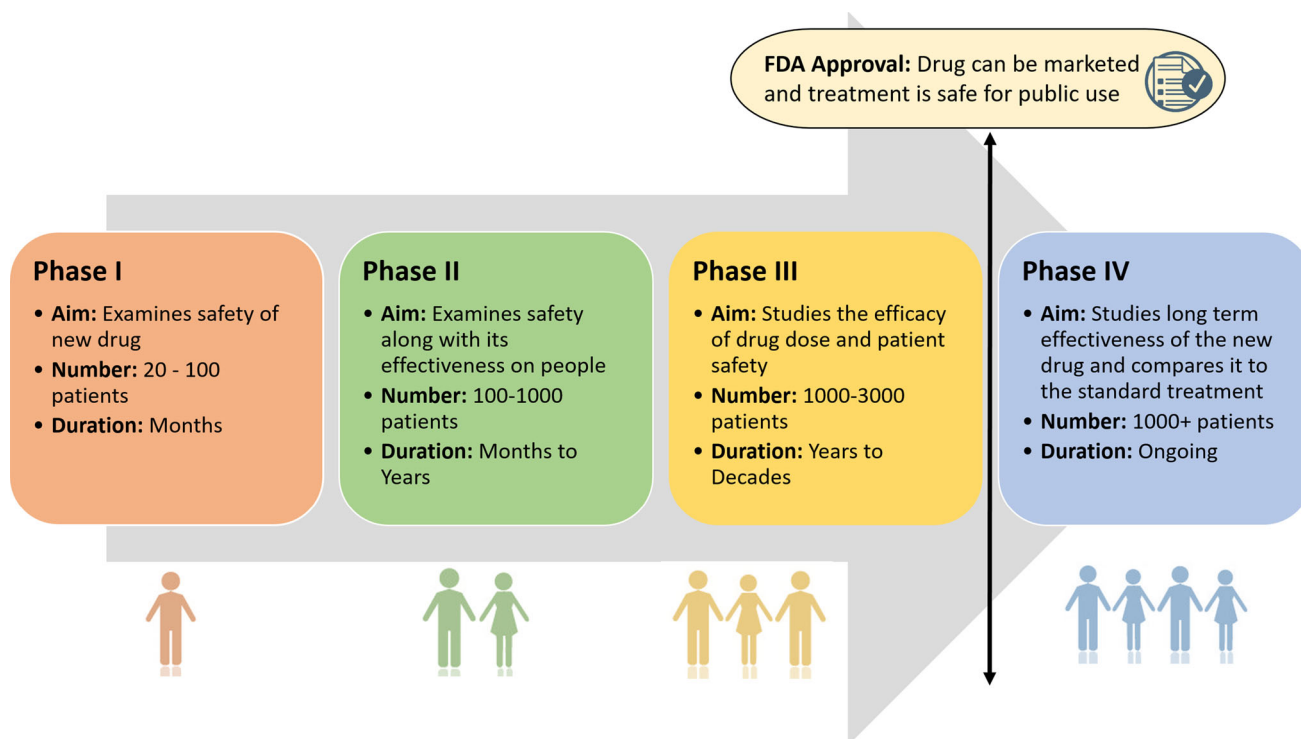 FDA Approval: Drug can be marketed
and treatment is safe for public use
Phase I
• Aim: Examines safety of
new drug
• Number: 20 - 100
patients
• Duration: Months
Phase II
• Aim: Examines safety
along with its
effectiveness on people
• Number: 100-1000
patients
• Duration: Months to
Years
Phase III
• Aim: Studies the efficacy
of drug dose and patient
safety
• Number: 1000-3000
patients
• Duration: Years to
Decades
Phase IV
• Aim: Studies long term
effectiveness of the new
drug and compares it to
the standard treatment
• Number: 1000+ patients
• Duration: Ongoing